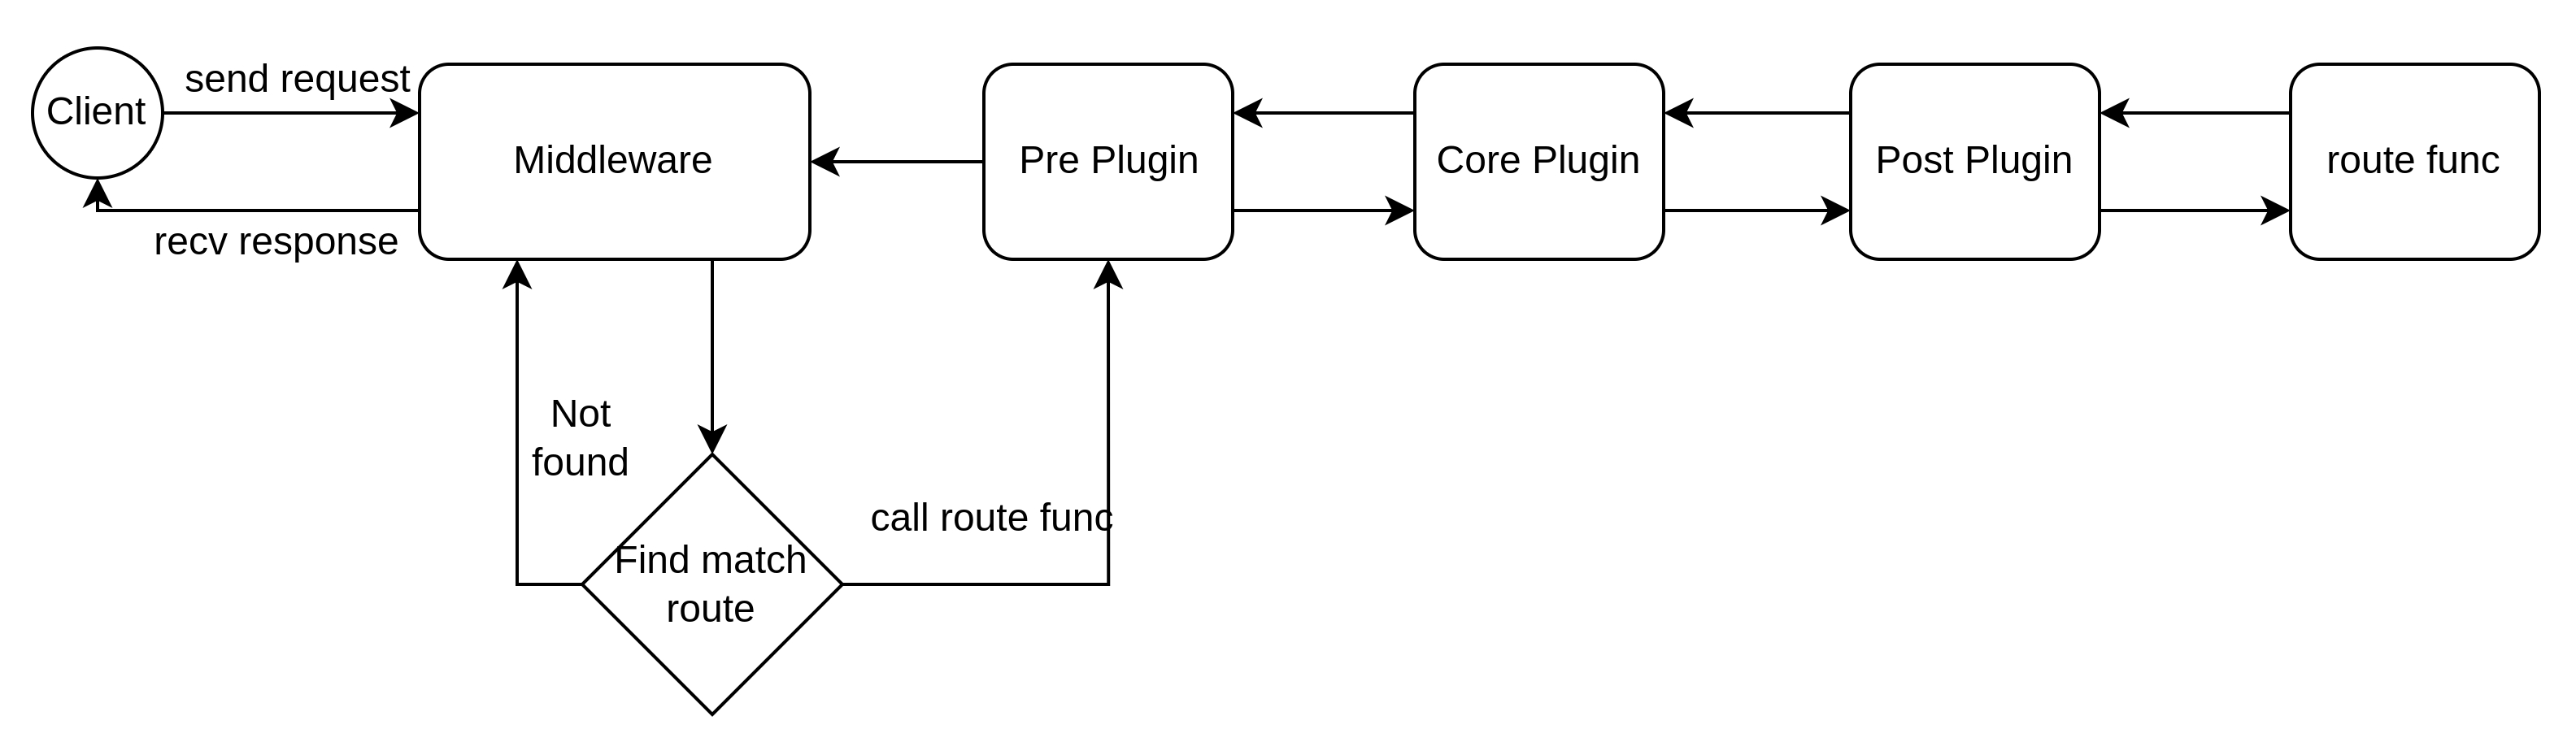 send request
Client
Middleware
Pre Plugin
Core Plugin
Post Plugin
route func
recv response
Not
found
call route func
Find match
route